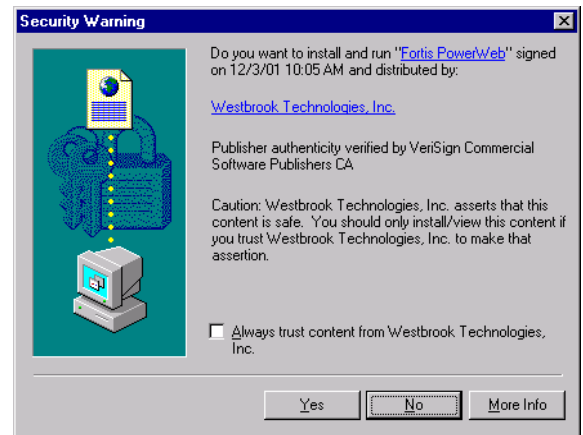 Security Warning
Do you want to install and run "Fortis PowerWeb" signed
on 12/3/01 10:05 AM and distributed by:
Westbrook Technologies, Inc.
Publisher authenticity verified by VeriSign Commercial
Software Publishers CA
Caution: Westbrook Technologies, Inc. asserts that this
content is safe.  You should only install/view this content if
you trust Westbrook Technologies, Inc. to make that
assertion.
Always trust content from Westbrook Technologies,
Inc.
Yes No More Info